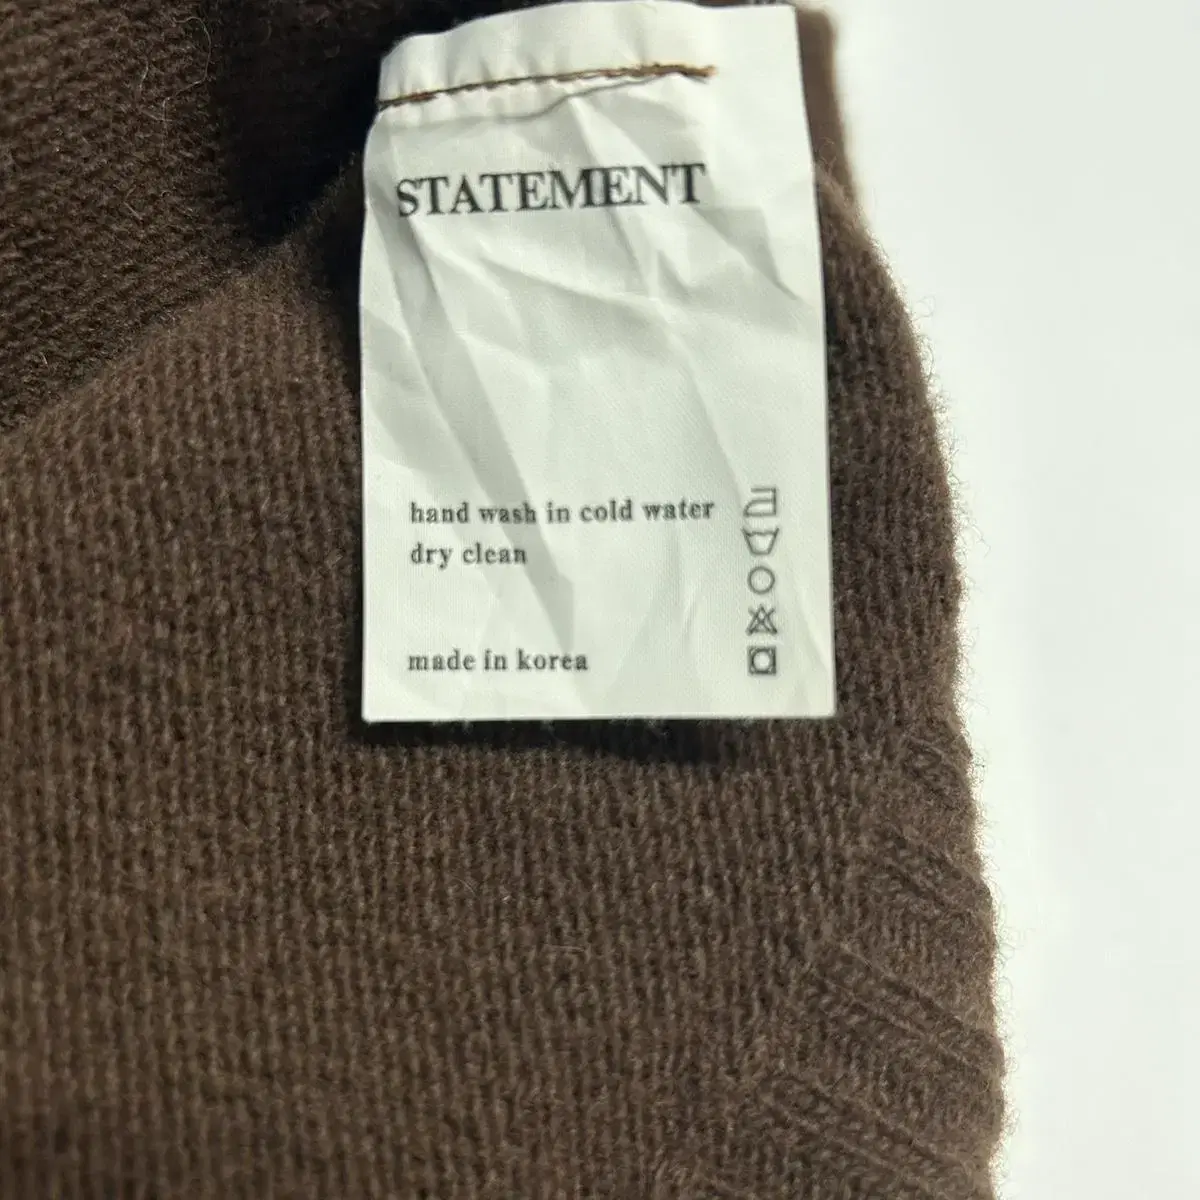 STATEMENT
hand wash in cold water
dry clean
made in korea